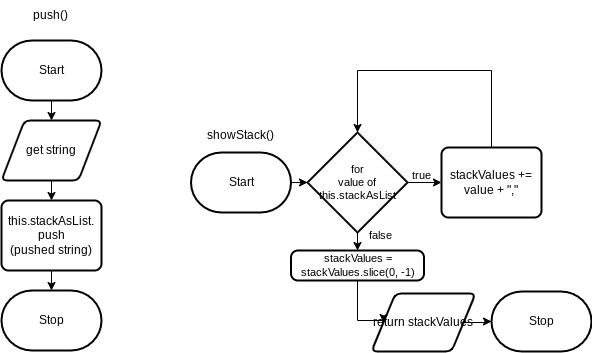 push()
Start
get string
this.stackAsList.
push
(pushed string)
Stop
showStack()
Start
for
value of
this.stackAsList
true
stackValues +=
value + ","
false
stackValues =
stackValues.slice(0, -1)
return stackValues
Stop